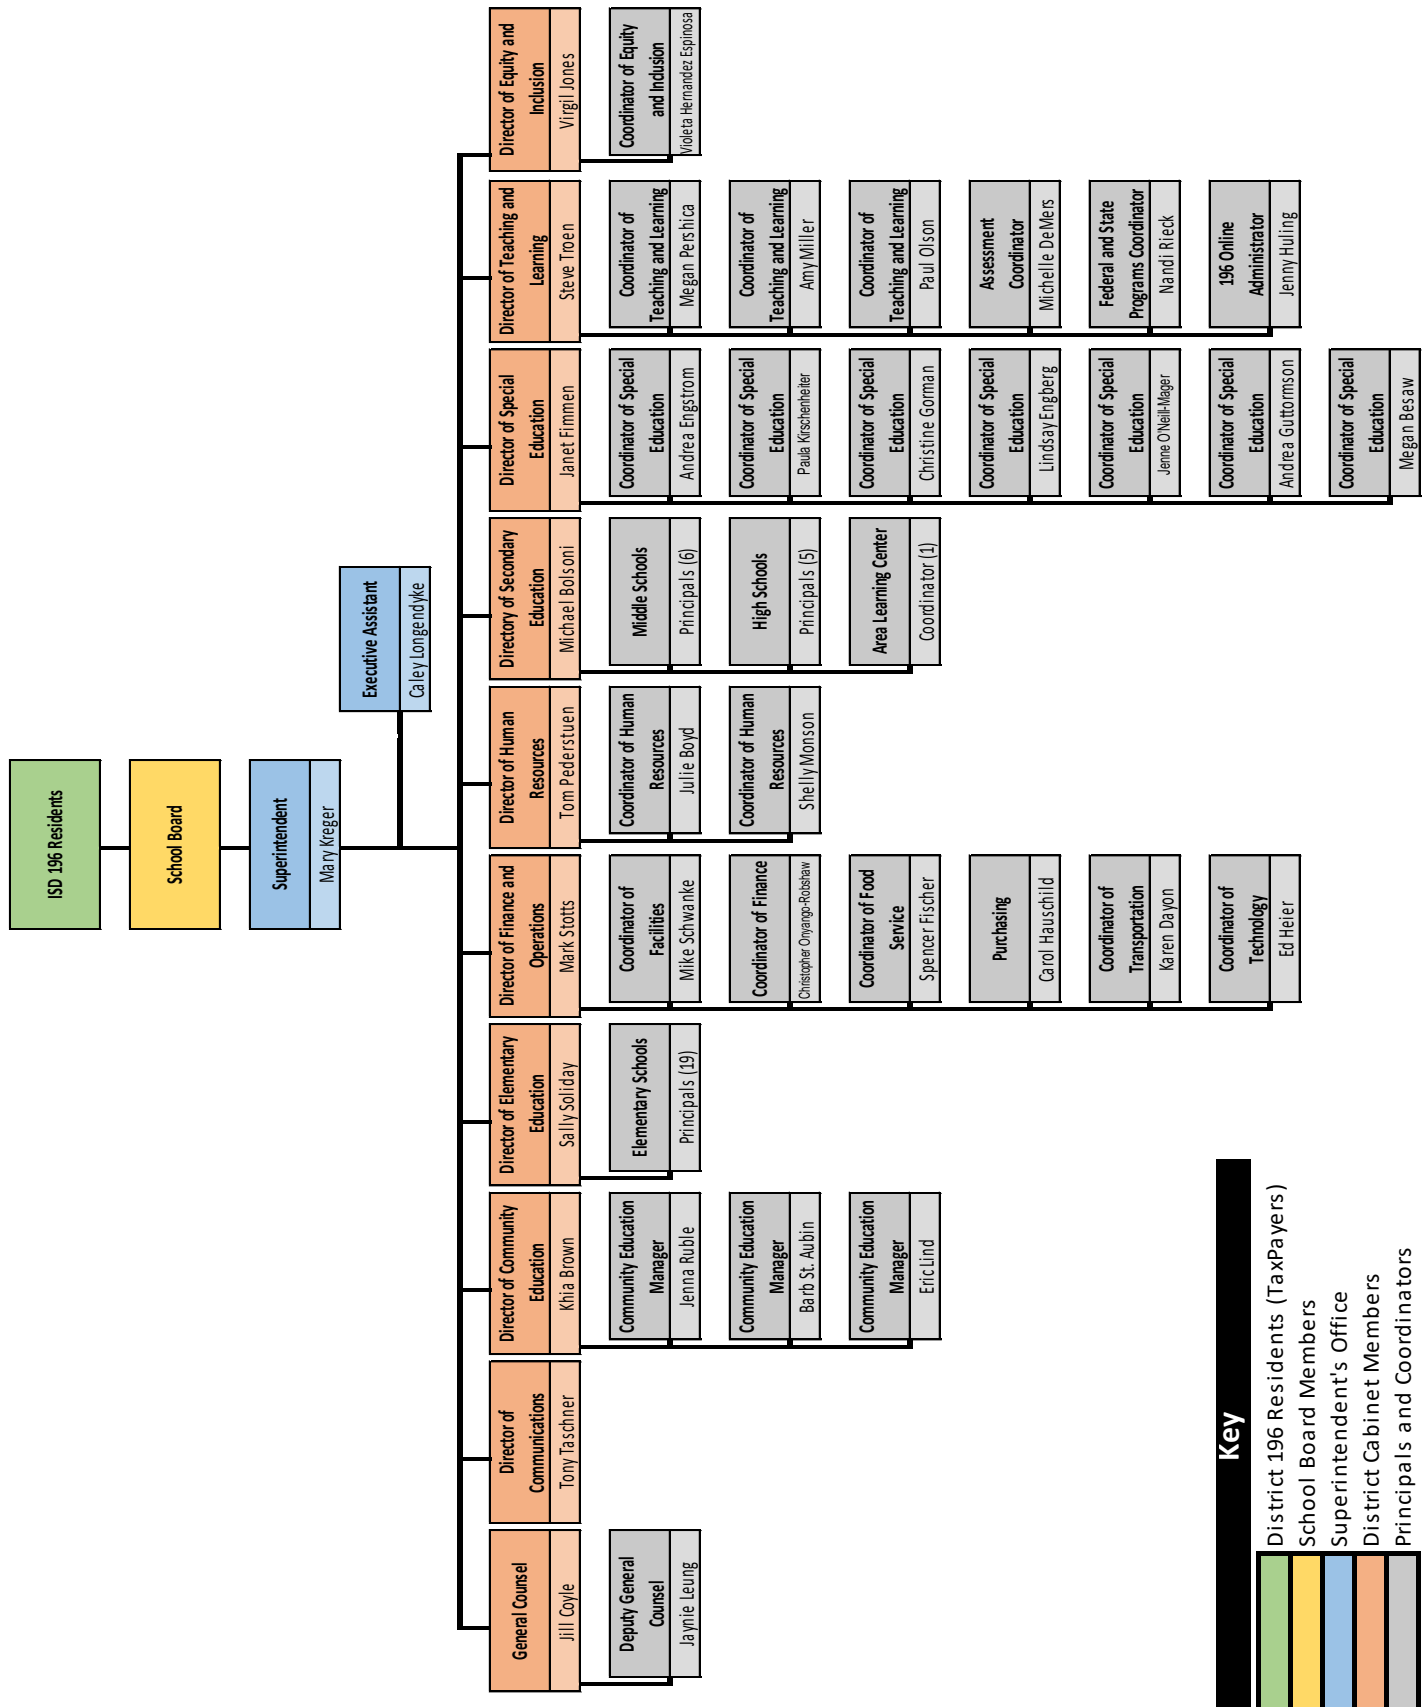 ISD 196 Residents
School Board
Superintendent
Mary Kreger
Executive Assistant
Caley Longendyke
General Counsel
Jill Coyle
Deputy General
Counsel
Jaynie Leung
Director of
Communications
Tony Taschner
Director of Community
Education
Khia Brown
Community Education
Manager
Jenna Ruble
Community Education
Manager
Barb St. Aubin
Community Education
Manager
Eric Lind
Director of Elementary
Education
Sally Soliday
Elementary Schools
Principals (19)
Director of Finance and
Operations
Mark Stotts
Coordinator of
Facilities
Mike Schwanke
Coordinator of Finance
Christopher Onyango-Robshaw
Coordinator of Food
Service
Spencer Fischer
Purchasing
Carol Hauschild
Coordinator of
Transportation
Karen Dayon
Coordinator of
Technology
Ed Heier
Director of Human
Resources
Tom Pederstuen
Coordinator of Human
Resources
Julie Boyd
Coordinator of Human
Resources
Shelly Monson
Directory of Secondary
Education
Michael Bolsoni
Middle Schools
Principals (6)
High Schools
Principals (5)
Area Learning Center
Coordinator (1)
Director of Special
Education
Janet Fimmen
Coordinator of Special
Education
Andrea Engstrom
Coordinator of Special
Education
Paula Kirschenheiter
Coordinator of Special
Education
Christine Gorman
Coordinator of Special
Education
Lindsay Engberg
Coordinator of Special
Education
Jenne O'Neill-Mager
Coordinator of Special
Education
Andrea Guttormson
Coordinator of Special
Education
Megan Besaw
Director of Teaching and
Learning
Steve Troen
Coordinator of
Teaching and Learning
Megan Pershica
Coordinator of
Teaching and Learning
Amy Miller
Coordinator of
Teaching and Learning
Paul Olson
Assessment
Coordinator
Michelle DeMers
Federal and State
Programs Coordinator
Nandi Rieck
196 Online
Administrator
Jenny Huling
Director of Equity and
Inclusion
Virgil Jones
Coordinator of Equity
and Inclusion
Violeta Hernandez Espinosa
Key
District 196 Residents (TaxPayers)
School Board Members
Superintendent's Office
District Cabinet Members
Principals and Coordinators